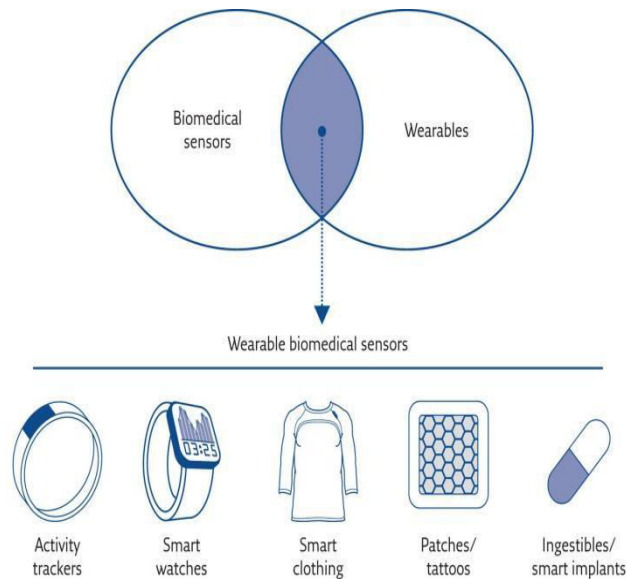 Biomedical
sensors
Wearables
Wearable biomedical sensors
03:25
Activity
trackers
Smart
watches
Smart
clothing
Patches/
tattoos
Ingestibles/
smart implants